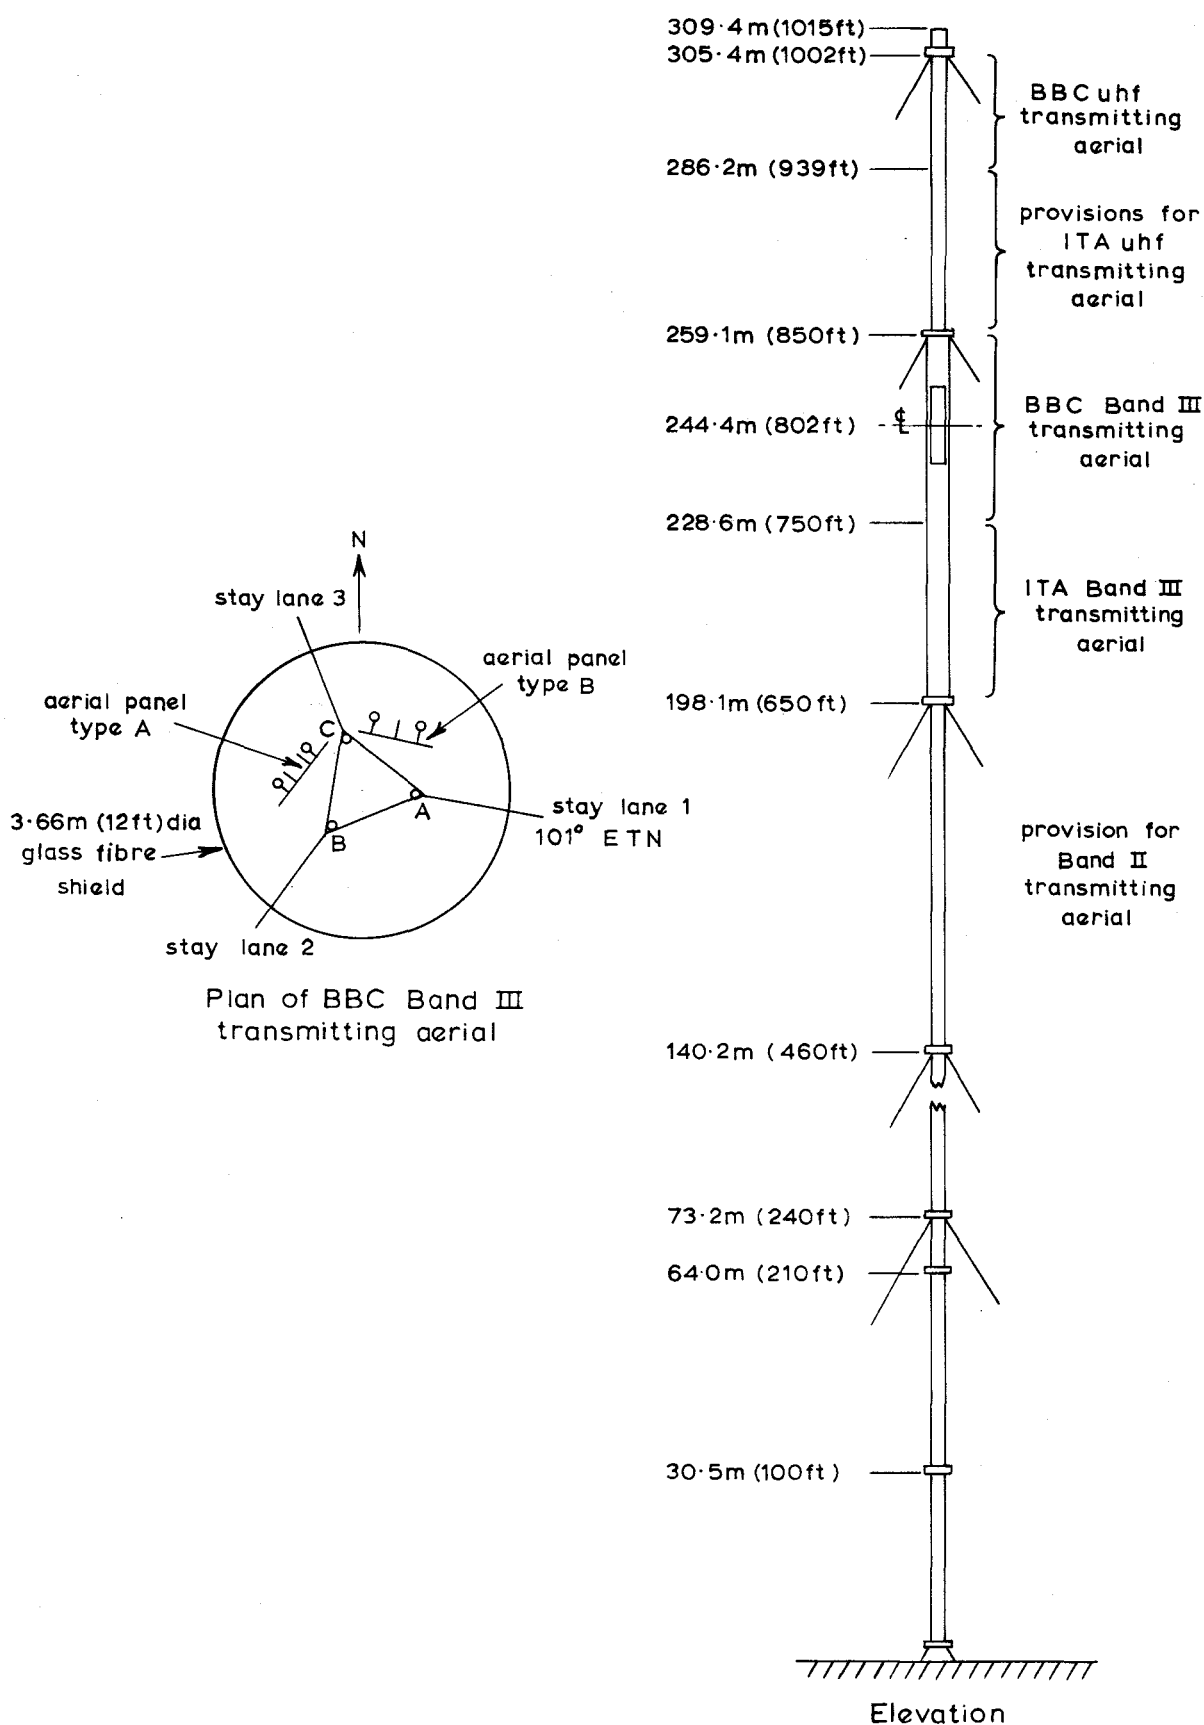 309·4m (1015ft)
305·4m (1002ft)
BBC uhf
transmitting
aerial
286·2m (939ft)
provisions for
ITA uhf
transmitting
aerial
259·1m (850ft)
BBC Band III
transmitting
aerial
244·4m (802ft)
℄
228·6m (750ft)
ITA Band III
transmitting
aerial
198·1m (650ft)
provision for
Band II
transmitting
aerial
140·2m (460ft)
73·2m (240ft)
64·0m (210ft)
30·5m (100ft)
Elevation
N
stay lane 3
aerial panel
type B
aerial panel
type A
C
A
B
stay lane 1
101° ETN
3·66m (12ft) dia
glass fibre
shield
stay lane 2
Plan of BBC Band III
transmitting aerial